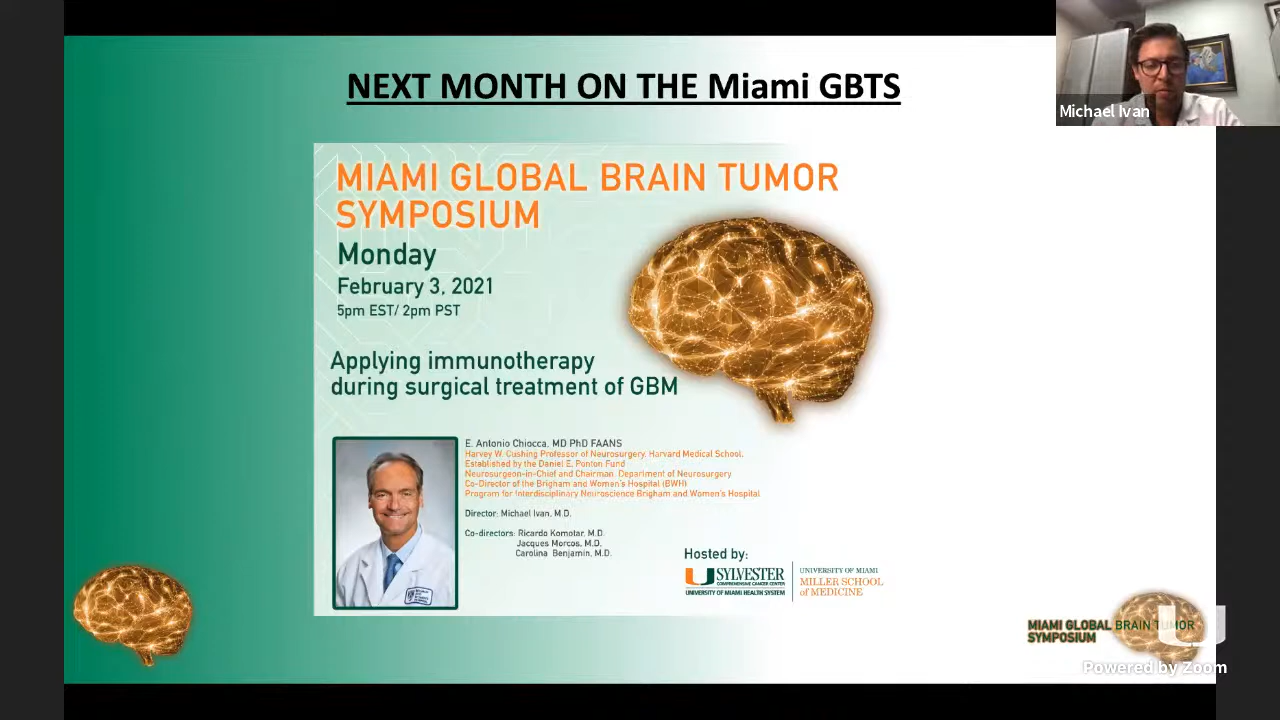 NEXT MONTH ON THE Miami GBTS
Michael Ivan
MIAMI GLOBAL BRAIN TUMOR
SYMPOSIUM
Monday
February 3, 2021
5pm EST/ 2pm PST
Applying immunotherapy
during surgical treatment of GBM
E. Antonio Chiocca, MD PhD FAANS
Harvey W. Cushing Professor of Neurosurgery, Harvard Medical School,
Established by the Daniel E. Ponton Fund
Neurosurgeon-in-Chief and Chairman, Department of Neurosurgery
Co-Director of the Brigham and Women's Hospital (BWH)
Program for Interdisciplinary Neuroscience Brigham and Women's Hospital
Director: Michael Ivan, M.D.
Co-directors: Ricardo Komotar, M.D.
Jacques Morcos, M.D.
Carolina Benjamin, M.D.
Hosted by:
SYLVESTER
COMPREHENSIVE CANCER CENTER
UNIVERSITY OF MIAMI HEALTH SYSTEM
UNIVERSITY OF MIAMI
MILLER SCHOOL
of MEDICINE
MIAMI GLOBAL BRAIN TUMOR
SYMPOSIUM
Powered by Zoom